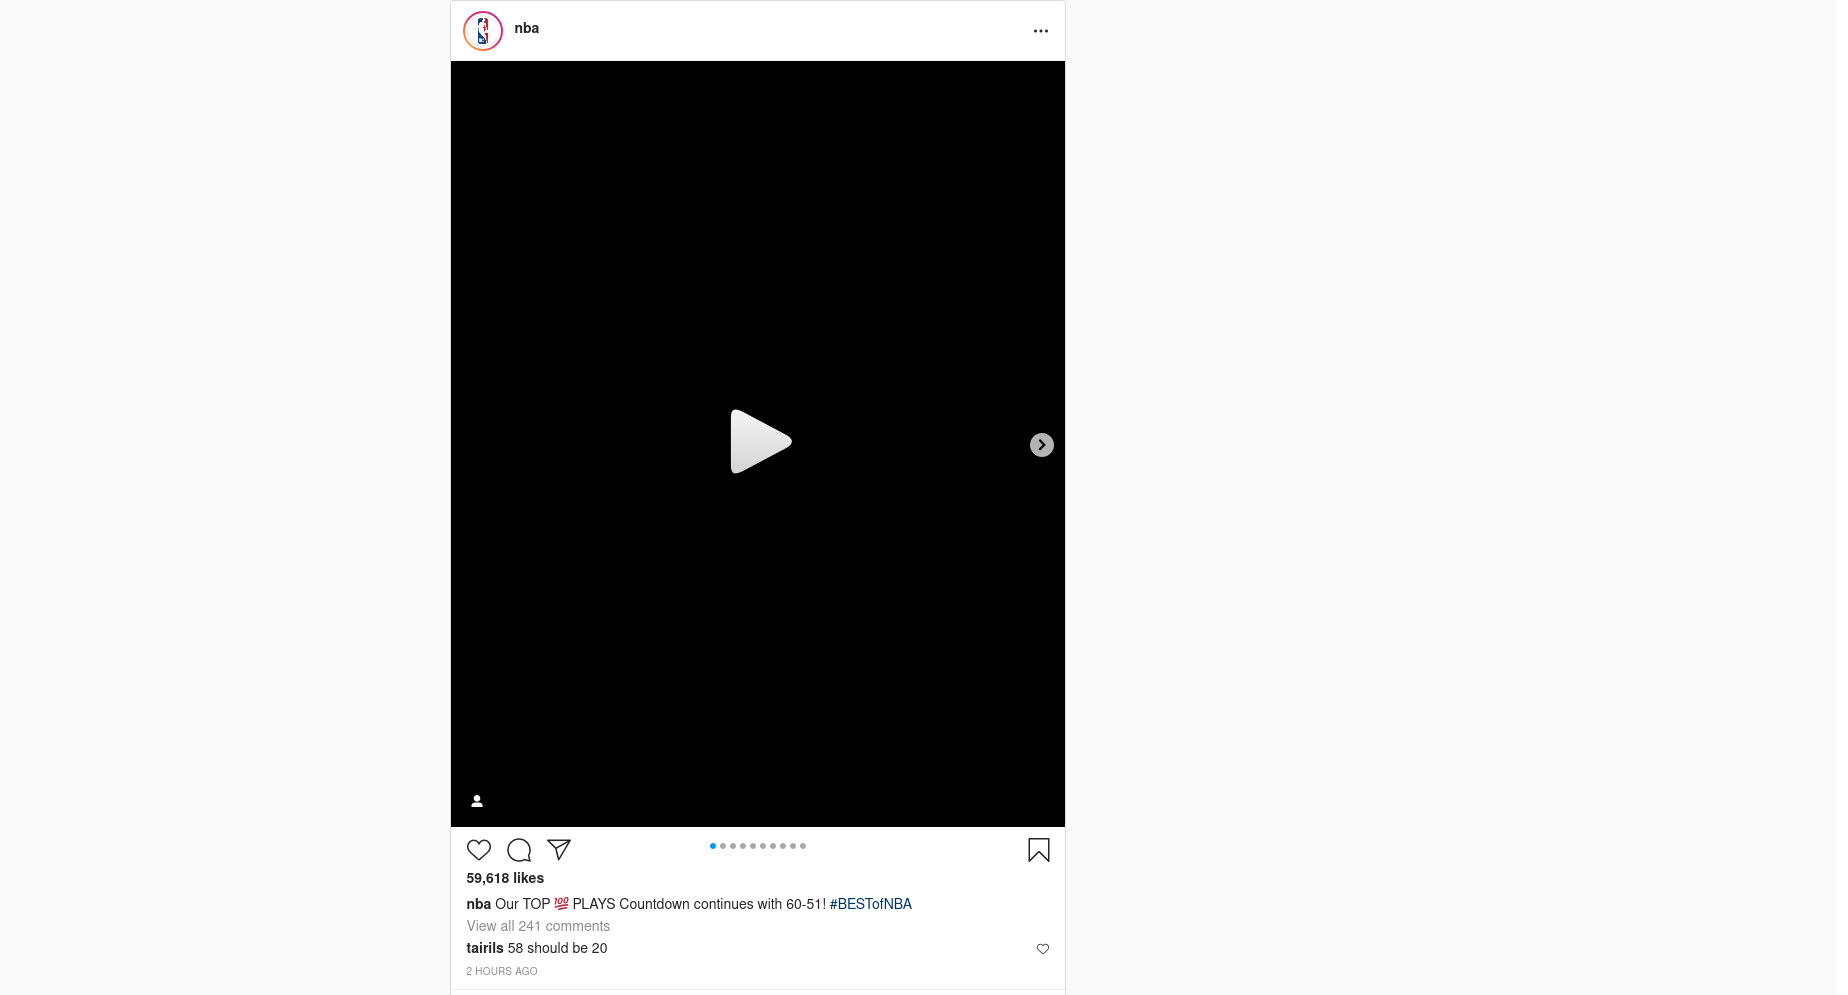 nba
59,618 likes
nba Our TOP 💯 PLAYS Countdown continues with 60-51! #BESTofNBA
View all 241 comments
tairils 58 should be 20
2 HOURS AGO